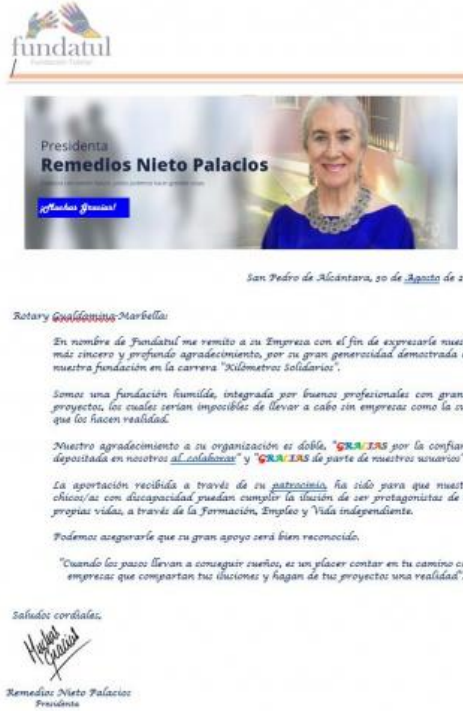 fundatul
Presidenta
Remedios Nieto Palacios
¡Muchas Gracias!
San Pedro de Alcántara, 30 de Agosto de 2
Rotary Gualdamina-Marbella:
En nombre de Fundatul me remito a su Empresa con el fin de expresarle nues
más sincero y profundo agradecimiento, por su gran generosidad demostrada
nuestra fundación en la carrera "Kilómetros Solidarios".
Somos una fundación humilde, integrada por buenos profesionales con gran
proyectos, los cuales serían imposibles de llevar a cabo sin empresas como la su
que los hacen realidad.
Nuestro agradecimiento a su organización es doble, "GRACIAS por la confian
depositada en nosotros al colaborar" y "GRACIAS de parte de nuestros usuarios"
La aportación recibida a través de su patrocinio, ha sido para que nuest
chicos/as con discapacidad puedan cumplir la ilusión de ser protagonistas de
propias vidas, a través de la Formación, Empleo y Vida independiente.
Podemos asegurarle que su gran apoyo será bien reconocido.
"Cuando los pasos llevan a conseguir sueños, es un placer contar en tu camino c
empresas que compartan tus ilusiones y hagan de tus proyectos una realidad".
Saludos cordiales,
Muchas
Gracias
Remedios Nieto Palacios
Presidenta